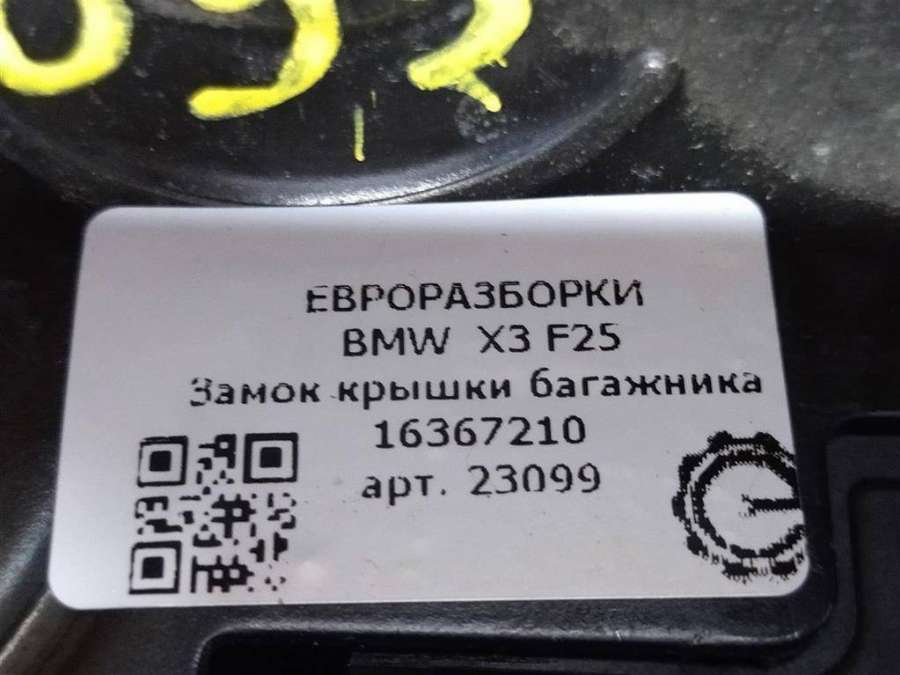 ЕВРОРАЗБОРКИ
BMW X3 F25
Замок крышки багажника
16367210
арт. 23099